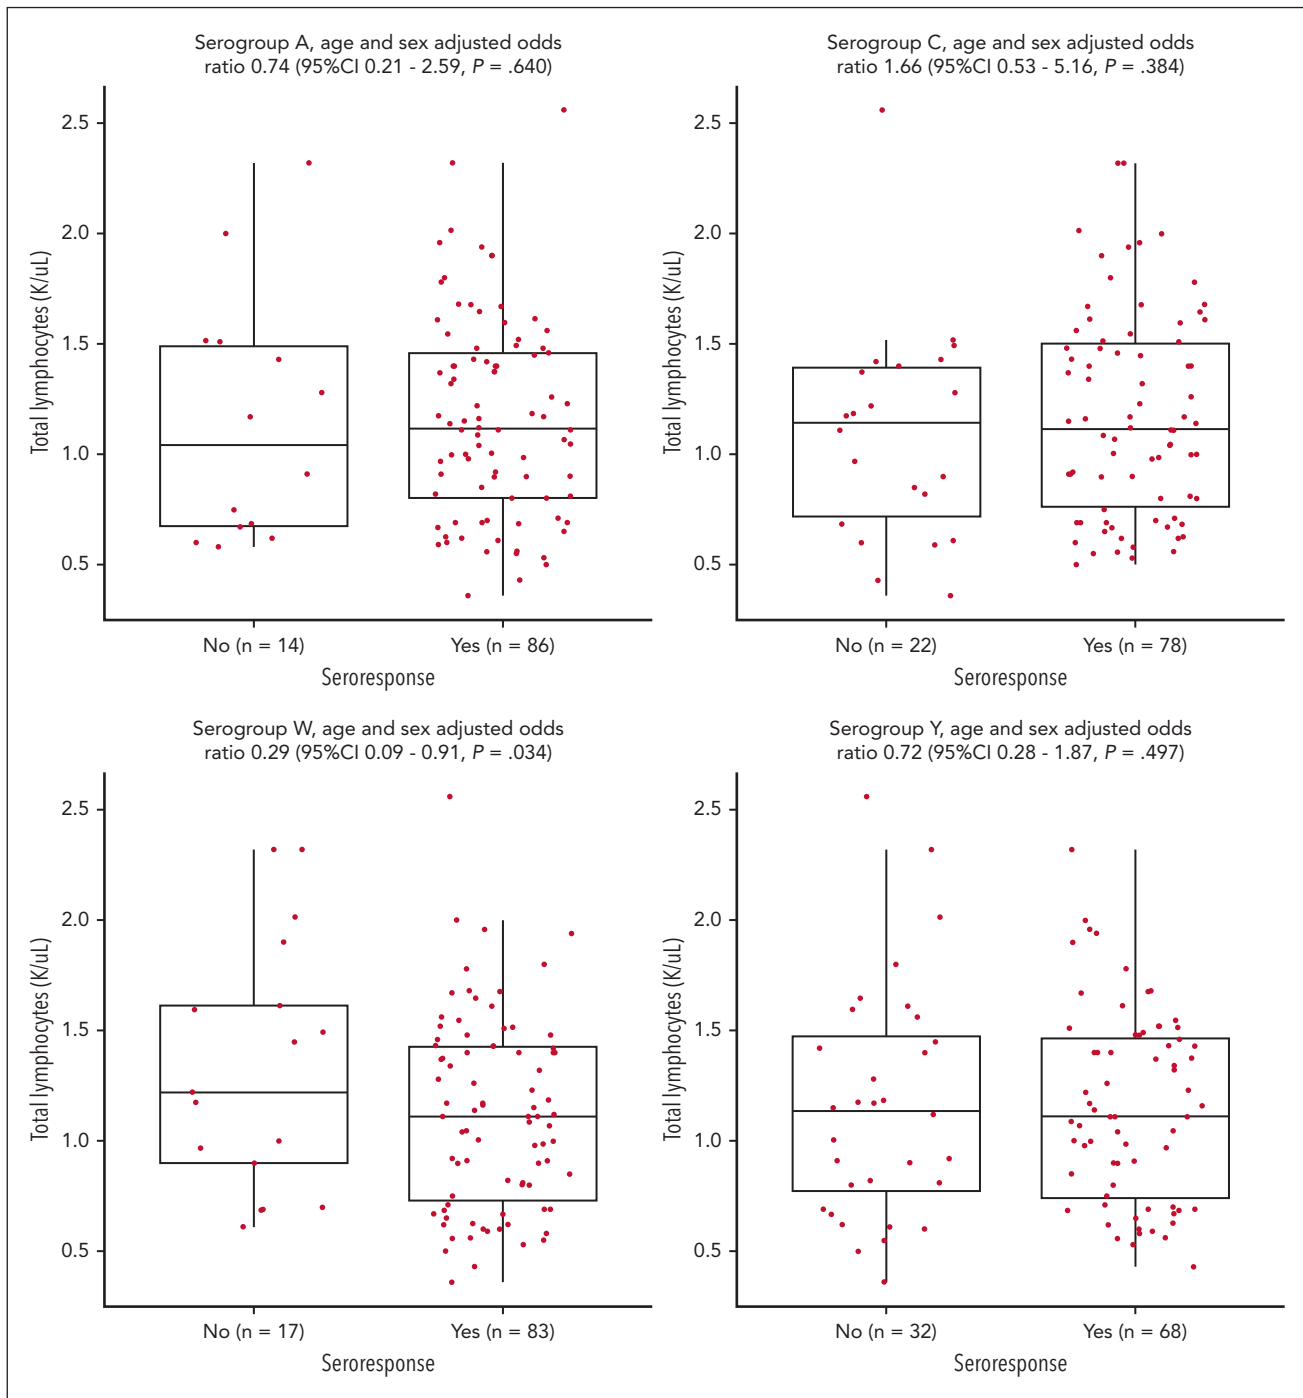 Serogroup A, age and sex adjusted odds
ratio 0.74 (95%CI 0.21 - 2.59, P = .640)
Total lymphocytes (K/uL)
2.5
2.0
1.5
1.0
0.5
No (n = 14)
Yes (n = 86)
Seroresponse
Serogroup C, age and sex adjusted odds
ratio 1.66 (95%CI 0.53 - 5.16, P = .384)
Total lymphocytes (K/uL)
2.5
2.0
1.5
1.0
0.5
No (n = 22)
Yes (n = 78)
Seroresponse
Serogroup W, age and sex adjusted odds
ratio 0.29 (95%CI 0.09 - 0.91, P = .034)
Total lymphocytes (K/uL)
2.5
2.0
1.5
1.0
0.5
No (n = 17)
Yes (n = 83)
Seroresponse
Serogroup Y, age and sex adjusted odds
ratio 0.72 (95%CI 0.28 - 1.87, P = .497)
Total lymphocytes (K/uL)
2.5
2.0
1.5
1.0
0.5
No (n = 32)
Yes (n = 68)
Seroresponse